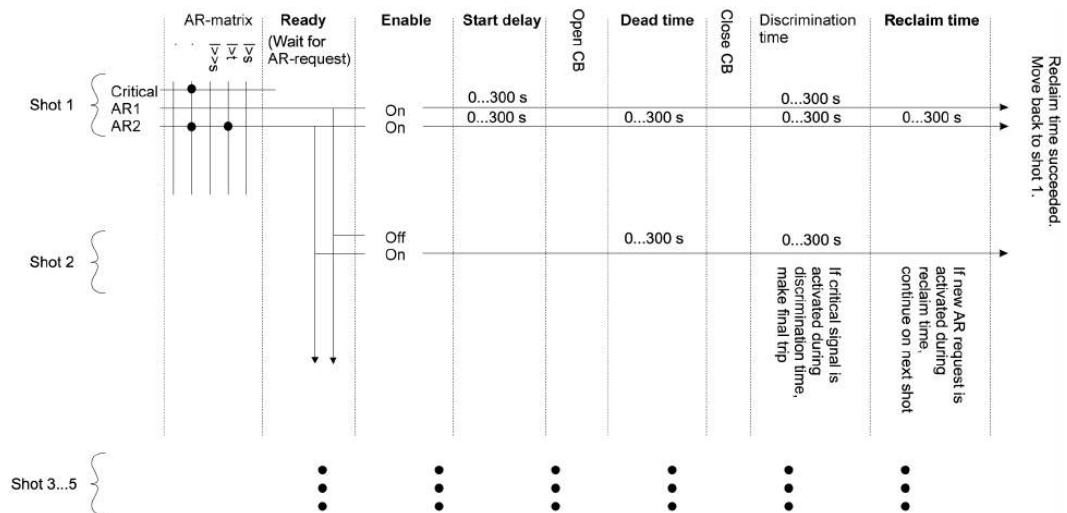 AR-matrix
Ready
(Wait for
AR-request)
Enable
Start delay
Open CB
Dead time
Close CB
Discrimination
time
Reclaim time
. . I>>s I>t I>s
Shot 1
Critical
AR1
AR2
On
0...300 s
0...300 s
On
0...300 s
0...300 s
0...300 s
0...300 s
Reclaim time succeeded.
Move back to shot 1.
Shot 2
Off
On
0...300 s
0...300 s
If critical signal is
activated during
discrimination time,
make final trip
If new AR request is
activated during
reclaim time,
continue on next shot
Shot 3...5